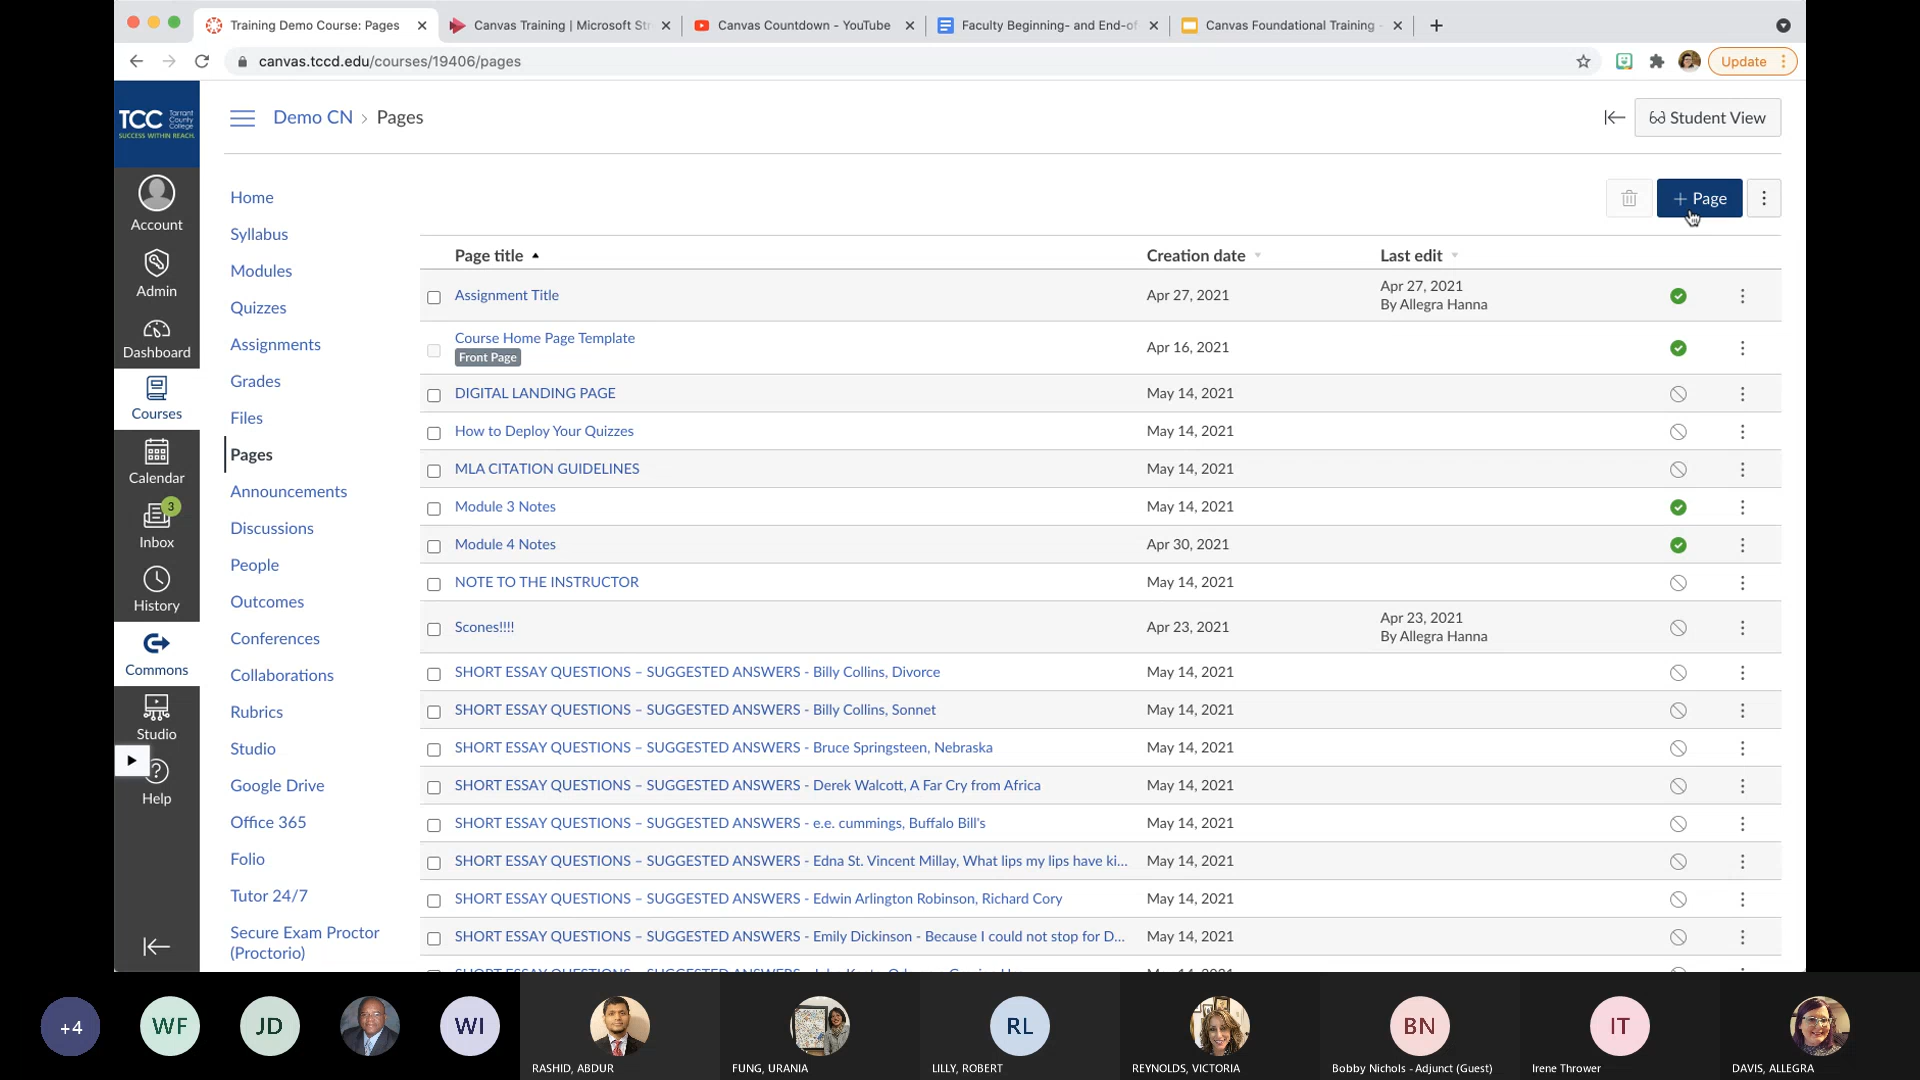 Training Demo Course: Pages
Canvas Training | Microsoft Str
Canvas Countdown - YouTube
Faculty Beginning- and End-of
Canvas Foundational Training -
canvas.tccd.edu/courses/19406/pages
Update
TCC Tarrant County College
SUCCESS WITHIN REACH.
Demo CN > Pages
Student View
Account
Admin
Dashboard
Courses
Calendar
3
Inbox
History
Commons
Studio
Help
Home
Syllabus
Modules
Quizzes
Assignments
Grades
Files
Pages
Announcements
Discussions
People
Outcomes
Conferences
Collaborations
Rubrics
Studio
Google Drive
Office 365
Folio
Tutor 24/7
Secure Exam Proctor
(Proctorio)
+ Page
Page title Creation date Last edit
Assignment Title Apr 27, 2021 Apr 27, 2021
By Allegra Hanna
Course Home Page Template
Front Page
Apr 16, 2021
DIGITAL LANDING PAGE May 14, 2021
How to Deploy Your Quizzes May 14, 2021
MLA CITATION GUIDELINES May 14, 2021
Module 3 Notes May 14, 2021
Module 4 Notes Apr 30, 2021
NOTE TO THE INSTRUCTOR May 14, 2021
Scones!!!! Apr 23, 2021 Apr 23, 2021
By Allegra Hanna
SHORT ESSAY QUESTIONS – SUGGESTED ANSWERS - Billy Collins, Divorce May 14, 2021
SHORT ESSAY QUESTIONS – SUGGESTED ANSWERS - Billy Collins, Sonnet May 14, 2021
SHORT ESSAY QUESTIONS – SUGGESTED ANSWERS - Bruce Springsteen, Nebraska May 14, 2021
SHORT ESSAY QUESTIONS – SUGGESTED ANSWERS - Derek Walcott, A Far Cry from Africa May 14, 2021
SHORT ESSAY QUESTIONS – SUGGESTED ANSWERS - e.e. cummings, Buffalo Bill's May 14, 2021
SHORT ESSAY QUESTIONS – SUGGESTED ANSWERS - Edna St. Vincent Millay, What lips my lips have ki... May 14, 2021
SHORT ESSAY QUESTIONS – SUGGESTED ANSWERS - Edwin Arlington Robinson, Richard Cory May 14, 2021
SHORT ESSAY QUESTIONS – SUGGESTED ANSWERS - Emily Dickinson - Because I could not stop for D... May 14, 2021
+4
WF
JD
WI
RASHID, ABDUR
FUNG, URANIA
RL
LILLY, ROBERT
REYNOLDS, VICTORIA
BN
Bobby Nichols - Adjunct (Guest)
IT
Irene Thrower
DAVIS, ALLEGRA